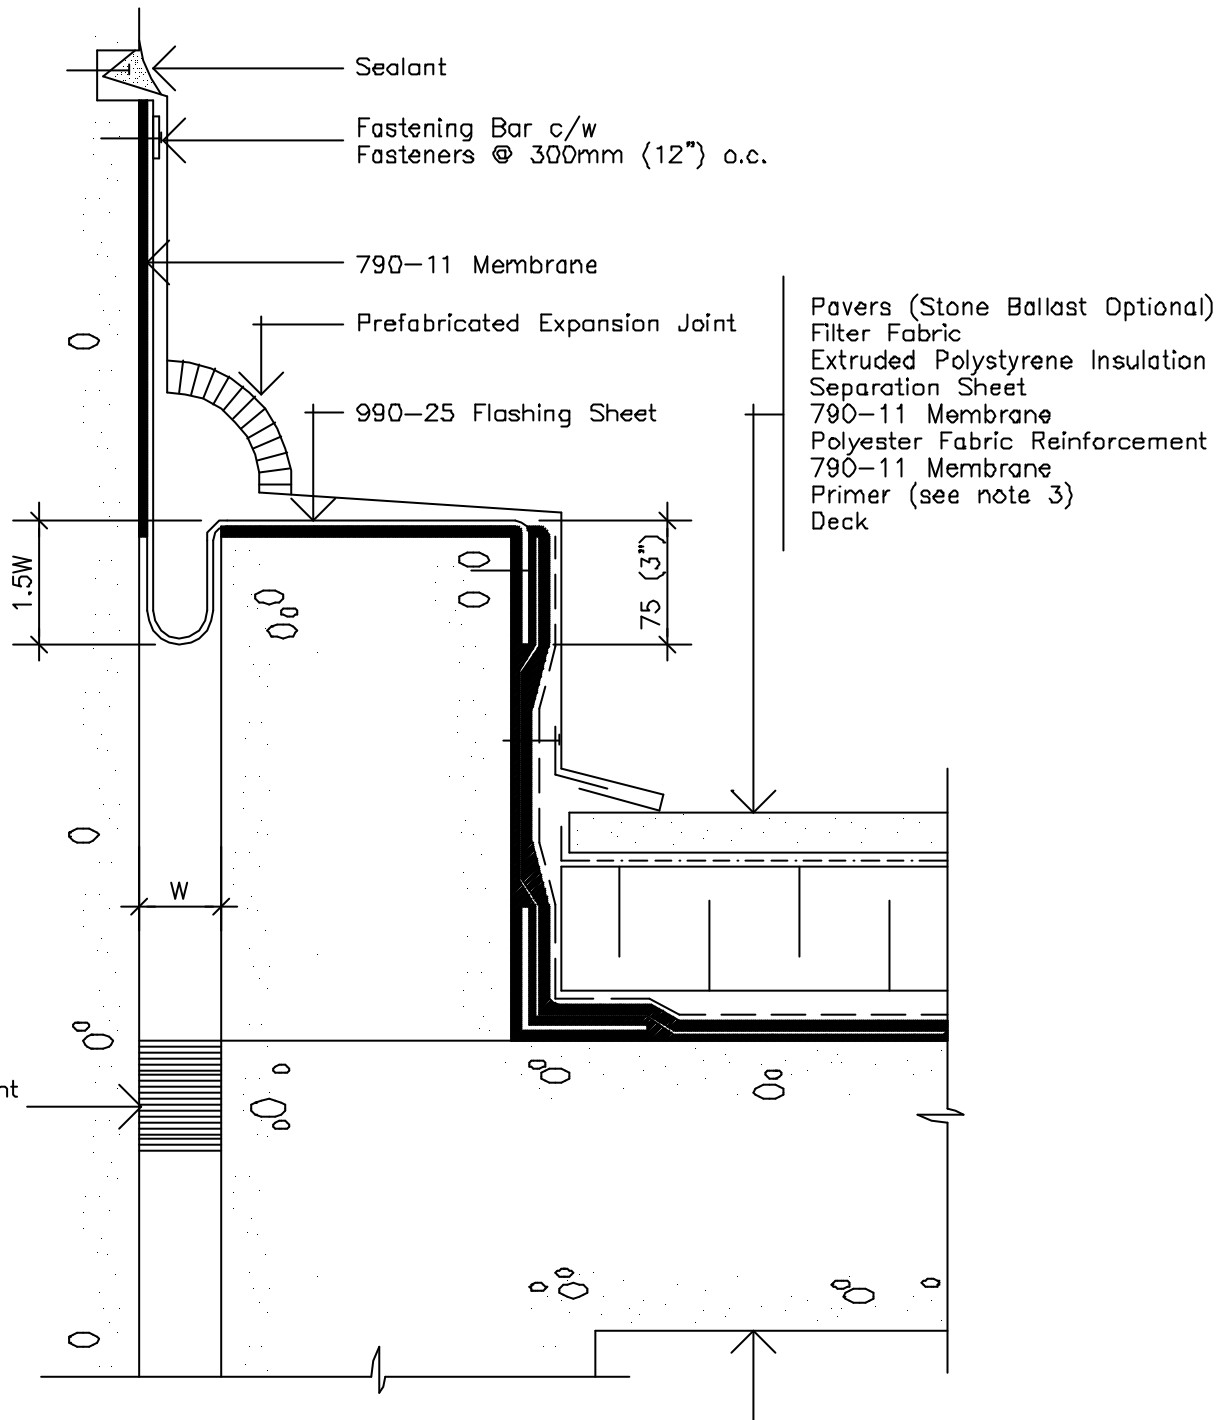 Sealant
Fastening Bar c/w
Fasteners @ 300mm (12") o.c.
790-11 Membrane
Prefabricated Expansion Joint
990-25 Flashing Sheet
Pavers (Stone Ballast Optional)
Filter Fabric
Extruded Polystyrene Insulation
Separation Sheet
790-11 Membrane
Polyester Fabric Reinforcement
790-11 Membrane
Primer (see note 3)
Deck
1.5W
75 (3")
W
nt